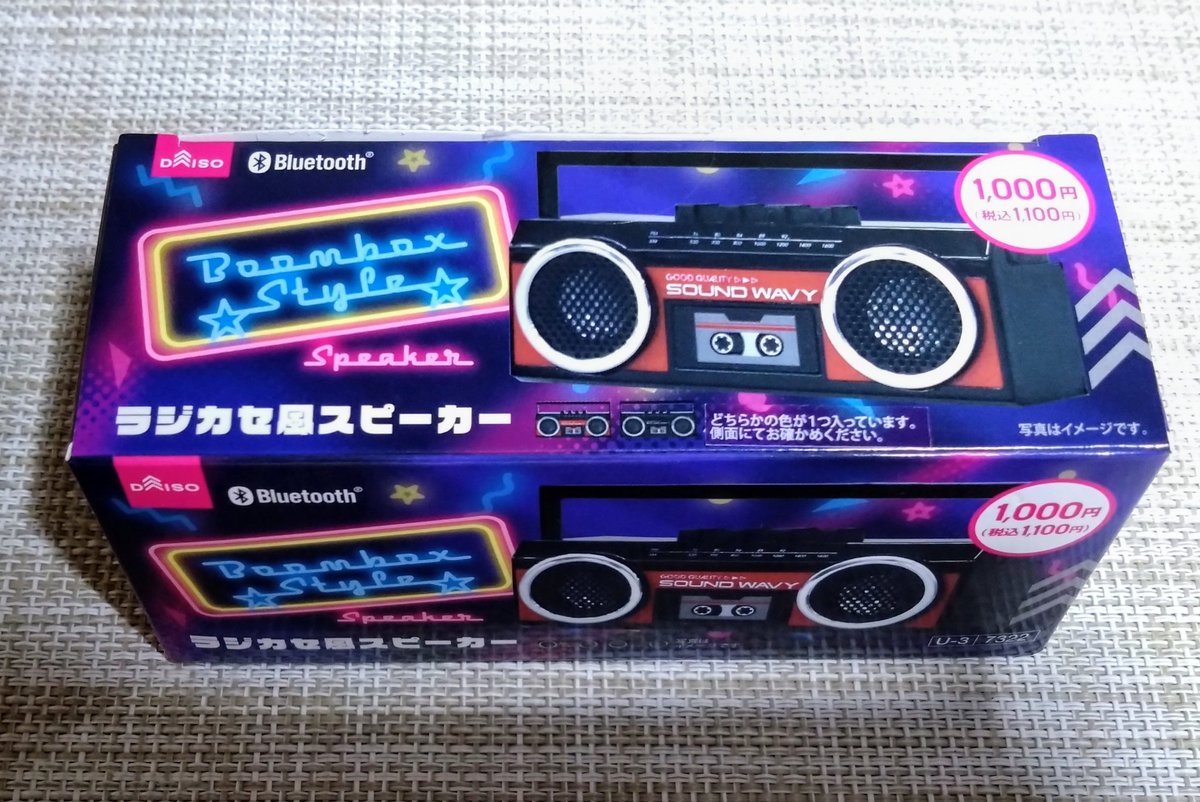 DAISO
Bluetooth®
1,000円
(税込1,100円)
Boombox
Style
Speaker
GOOD QUALITY ▷▶▷
SOUND WAVY
ラジカセ風スピーカー
どちらかの色が1つ入っています。
側面にてお確かめください。
写真はイメージです。
DAISO
Bluetooth®
1,000円
(税込1,100円)
Boombox
Style
Speaker
GOOD QUALITY ▷▶▷
SOUND WAVY
ラジカセ風スピーカー
写真は
U-3 7322